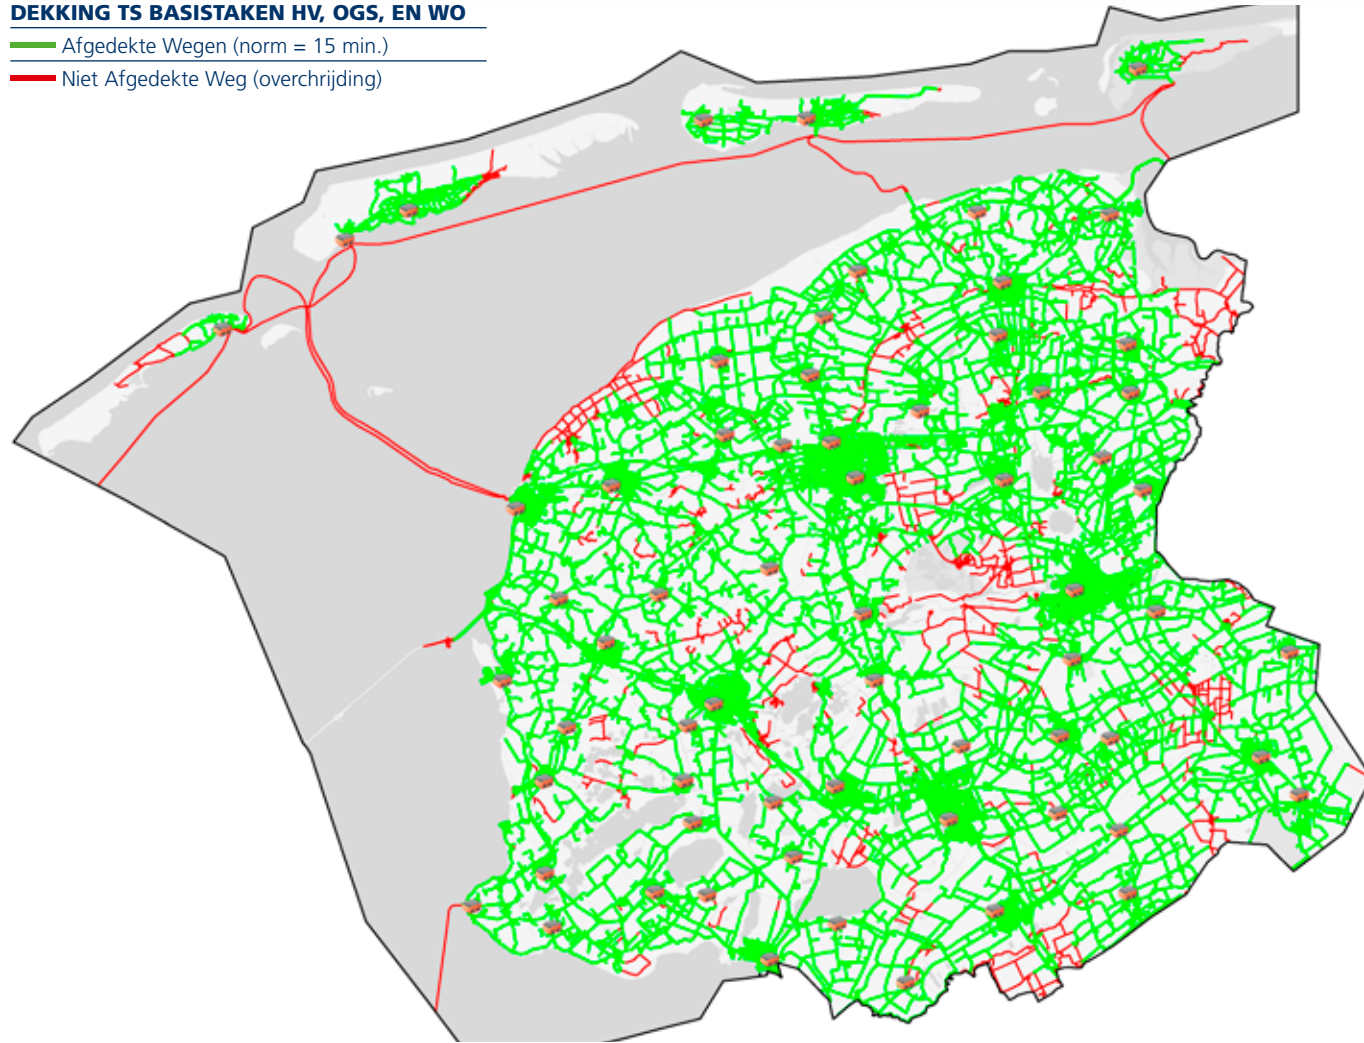 DEKKING TS BASISTAKEN HV, OGS, EN WO
Afgedekte Wegen (norm = 15 min.)
Niet Afgedekte Weg (overchrijding)